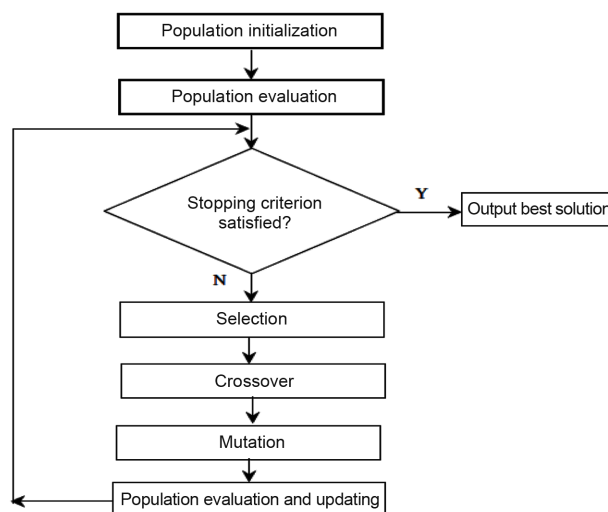 Population initialization
Population evaluation
Stopping criterion
satisfied?
Y
Output best solution
N
Selection
Crossover
Mutation
Population evaluation and updating